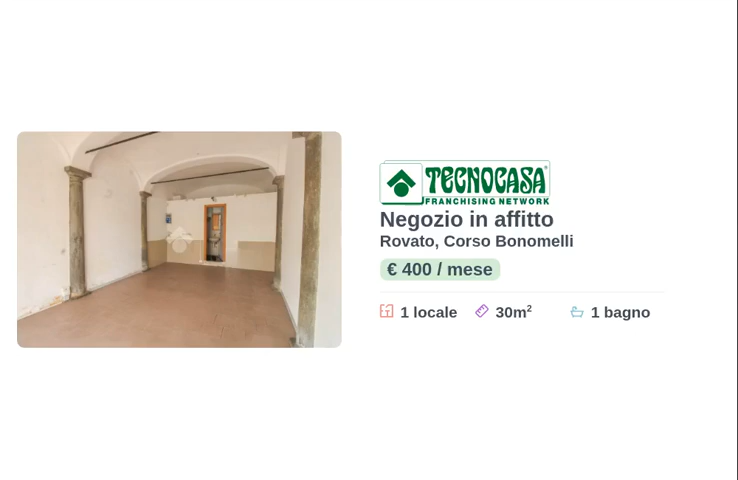 TECNOCASA
FRANCHISING NETWORK
Negozio in affitto
Rovato, Corso Bonomelli
€ 400 / mese
1 locale 30m² 1 bagno